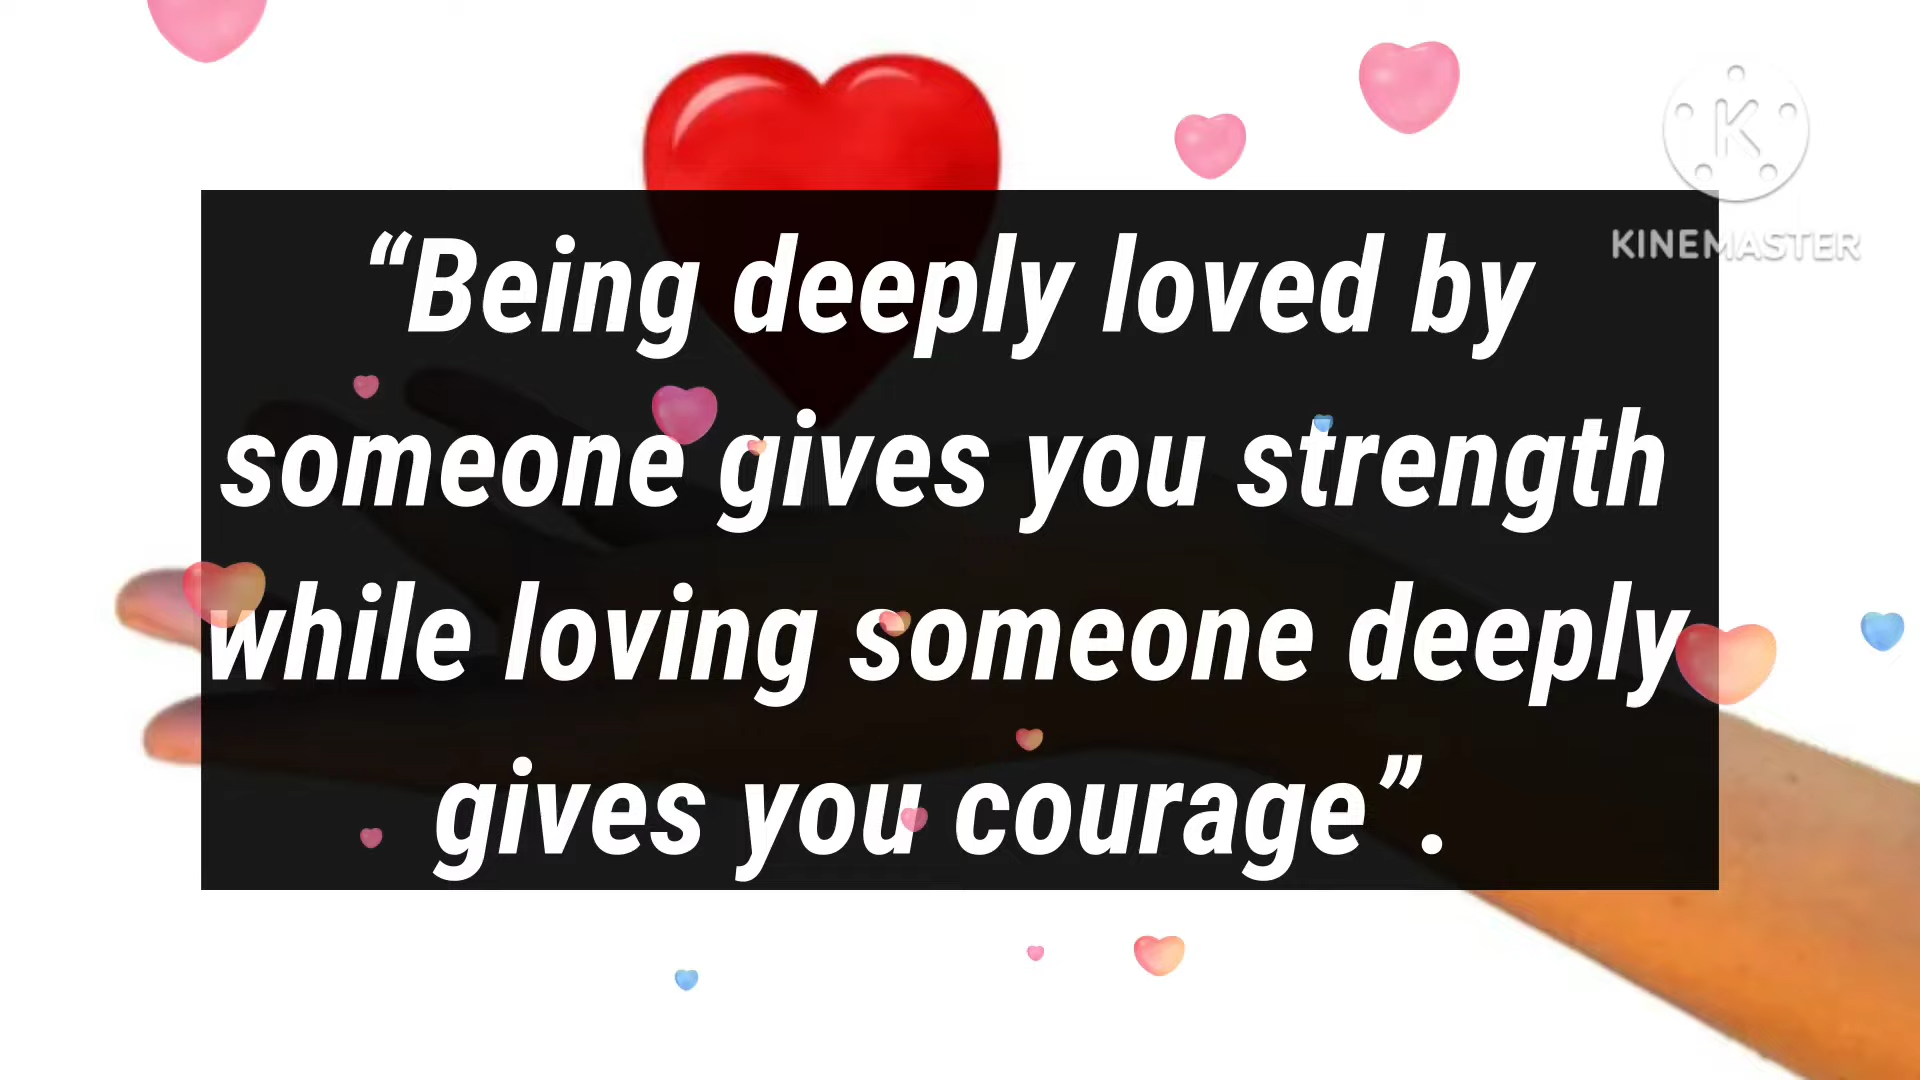 “Being deeply loved by
someone gives you strength
while loving someone deeply
gives you courage”.
K
KINEMASTER